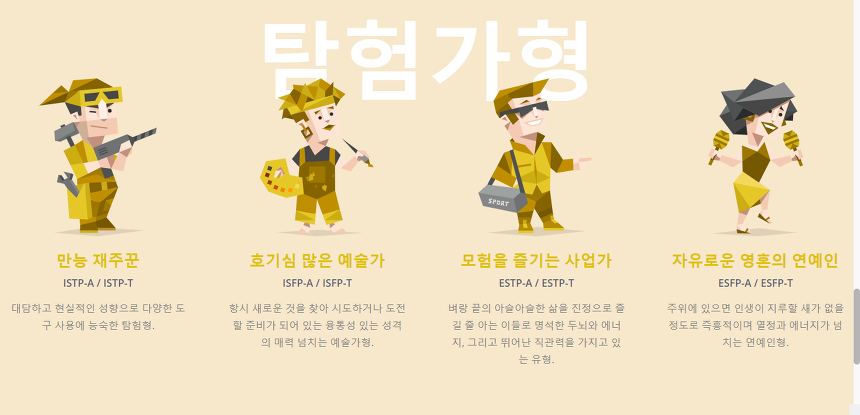 탐험가형
SPORT
만능 재주꾼
ISTP-A / ISTP-T
대담하고 현실적인 성향으로 다양한 도
구 사용에 능숙한 탐험형.
호기심 많은 예술가
ISFP-A / ISFP-T
항시 새로운 것을 찾아 시도하거나 도전
할 준비가 되어 있는 융통성 있는 성격
의 매력 넘치는 예술가형.
모험을 즐기는 사업가
ESTP-A / ESTP-T
벼랑 끝의 아슬아슬한 삶을 진정으로 즐
길 줄 아는 이들로 명석한 두뇌와 에너
지, 그리고 뛰어난 직관력을 가지고 있
는 유형.
자유로운 영혼의 연예인
ESFP-A / ESFP-T
주위에 있으면 인생이 지루할 새가 없을
정도로 즉흥적이며 열정과 에너지가 넘
치는 연예인형.